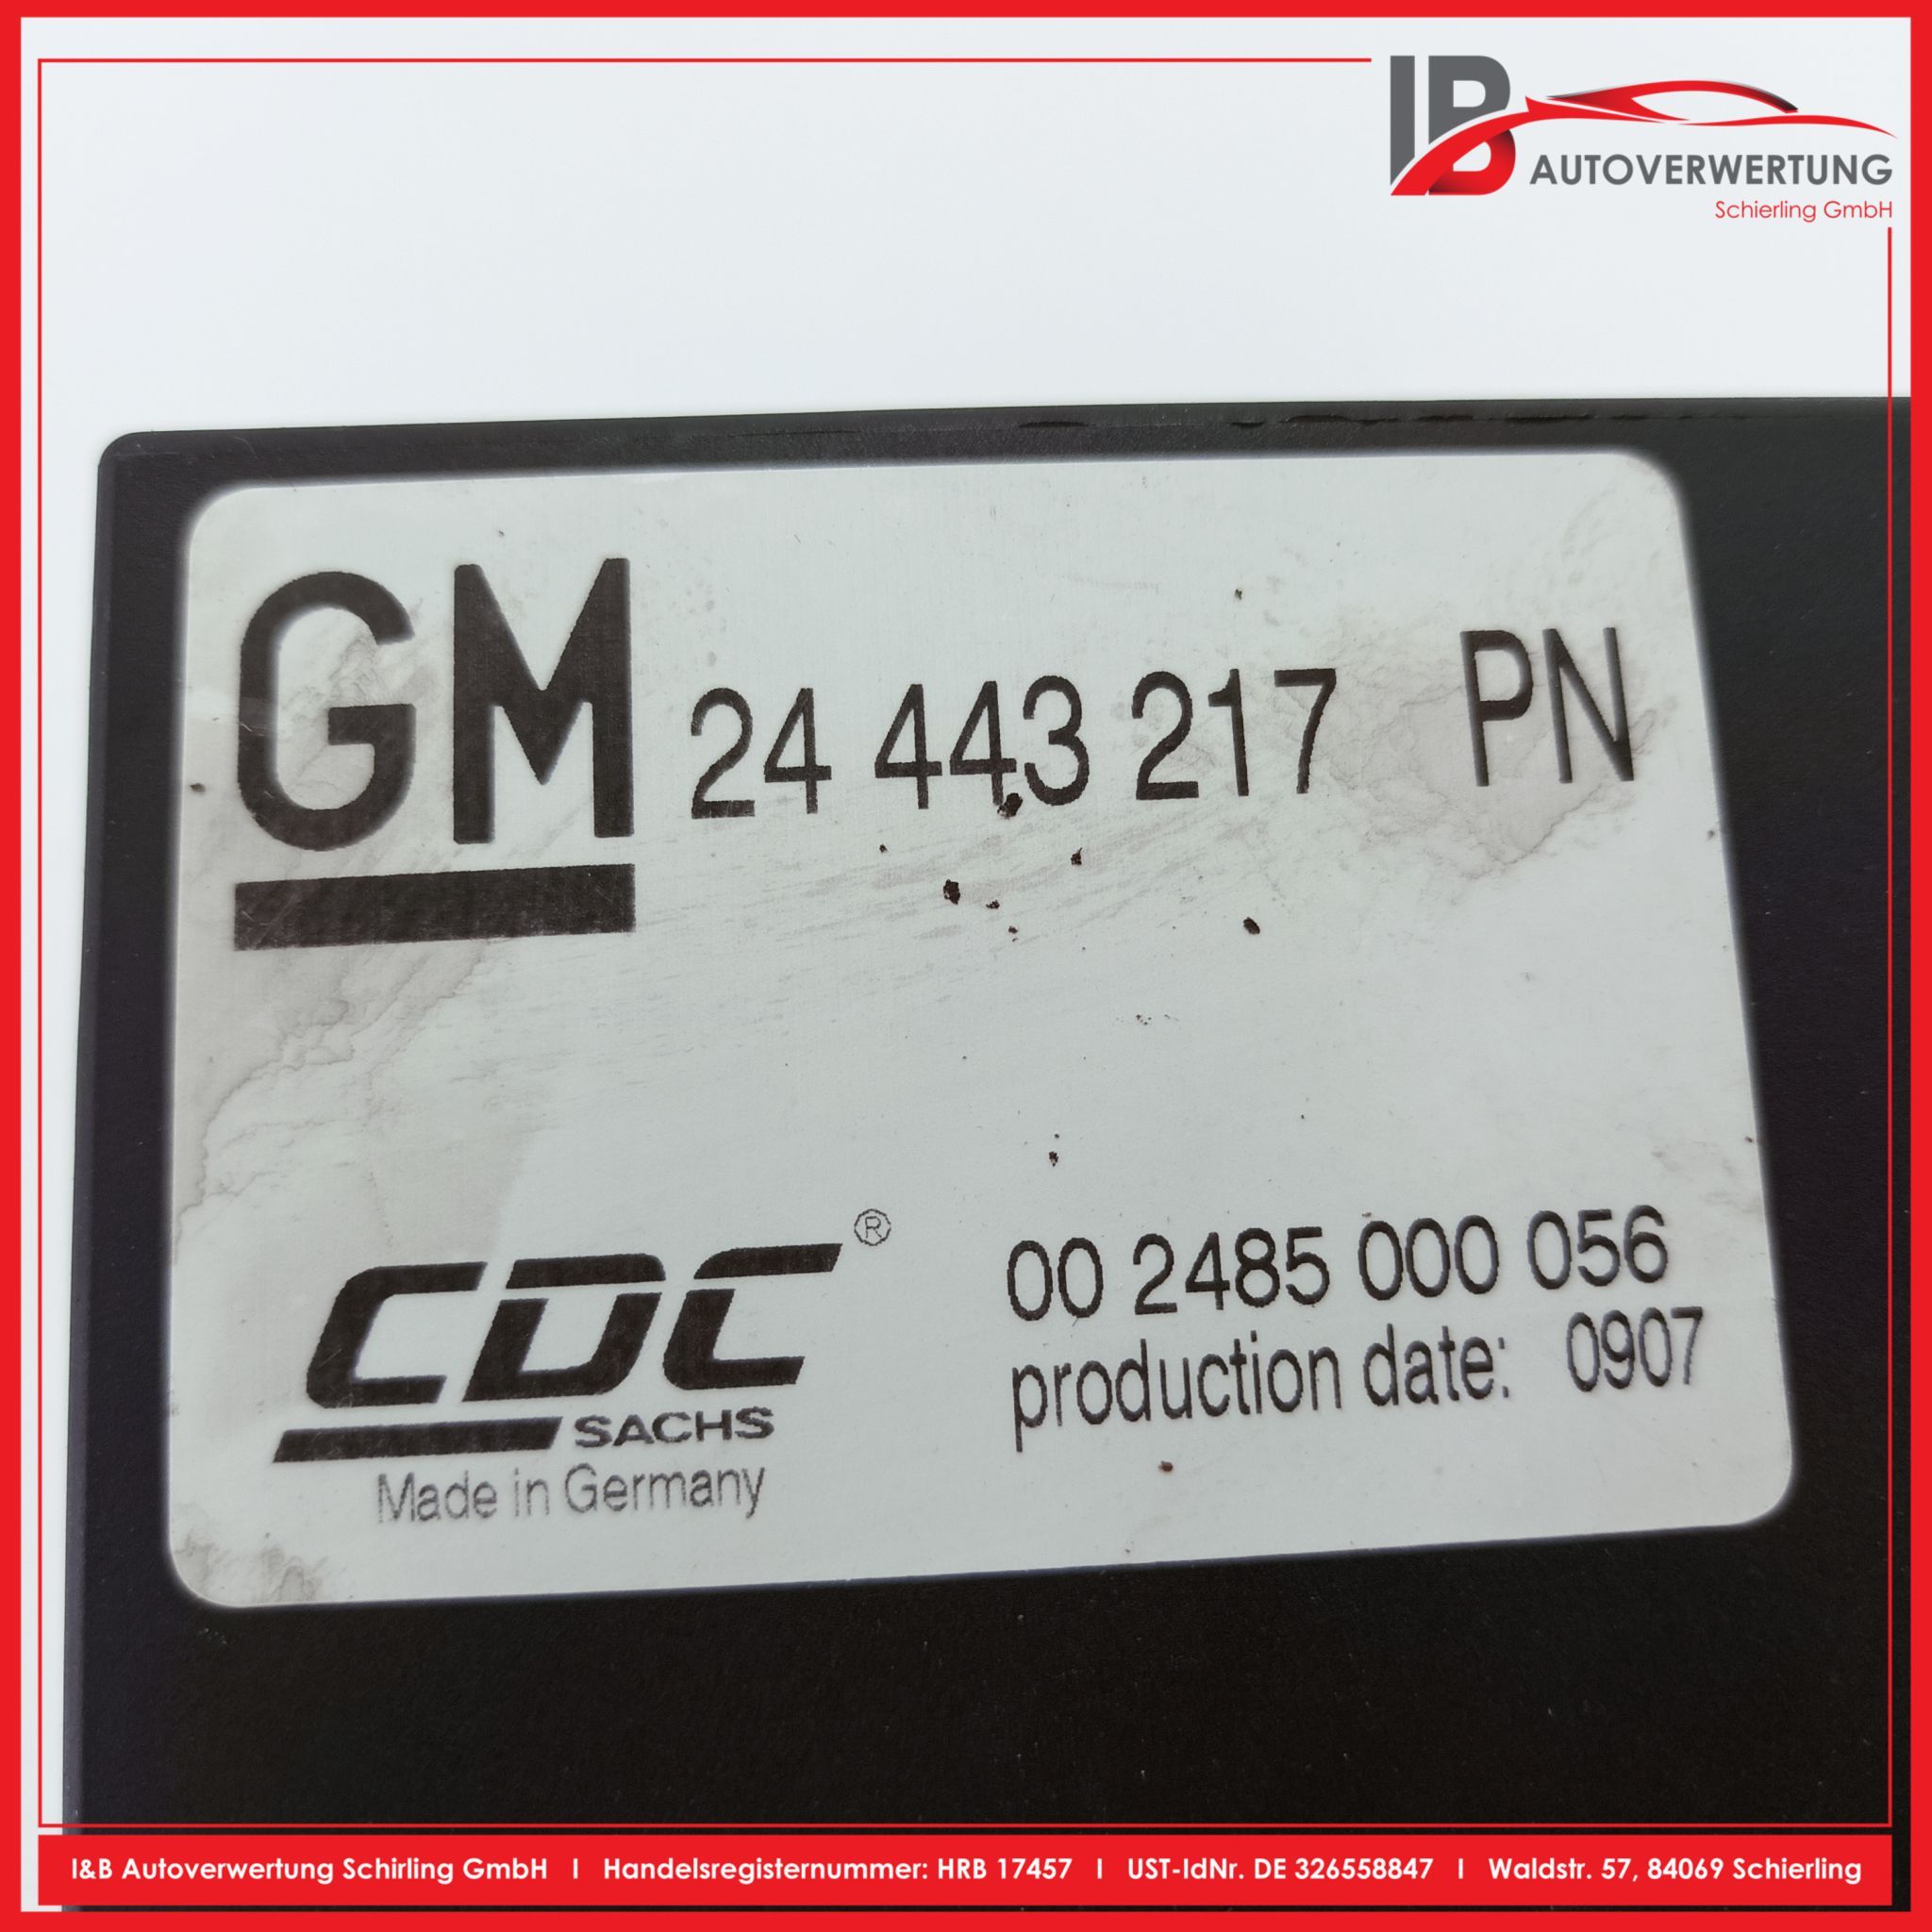 IB
AUTOVERWERTUNG
Schierling GmbH
GM 24 443 217 PN
CDC®
SACHS
Made in Germany
00 2485 000 056
production date: 0907
I&B Autoverwertung Schirling GmbH I Handelsregisternummer: HRB 17457 I UST-IdNr. DE 326558847 I Waldstr. 57, 84069 Schierling